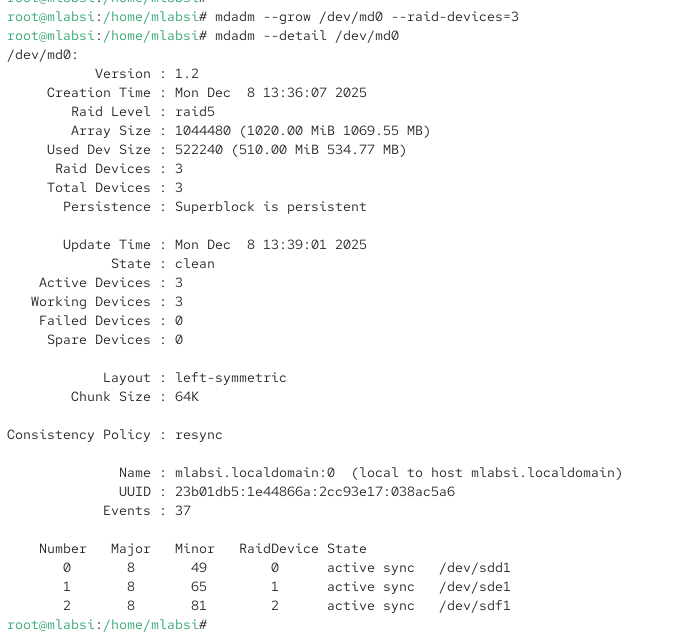 root@mlabsi:/home/mlabsi# mdadm --grow /dev/md0 --raid-devices=3
root@mlabsi:/home/mlabsi# mdadm --detail /dev/md0
/dev/md0:
           Version : 1.2
     Creation Time : Mon Dec  8 13:36:07 2025
        Raid Level : raid5
        Array Size : 1044480 (1020.00 MiB 1069.55 MB)
     Used Dev Size : 522240 (510.00 MiB 534.77 MB)
      Raid Devices : 3
     Total Devices : 3
       Persistence : Superblock is persistent

       Update Time : Mon Dec  8 13:39:01 2025
             State : clean
    Active Devices : 3
   Working Devices : 3
    Failed Devices : 0
     Spare Devices : 0

            Layout : left-symmetric
        Chunk Size : 64K

Consistency Policy : resync

              Name : mlabsi.localdomain:0  (local to host mlabsi.localdomain)
              UUID : 23b01db5:1e44866a:2cc93e17:038ac5a6
            Events : 37

    Number   Major   Minor   RaidDevice State
       0       8       49        0      active sync   /dev/sdd1
       1       8       65        1      active sync   /dev/sde1
       2       8       81        2      active sync   /dev/sdf1
root@mlabsi:/home/mlabsi#